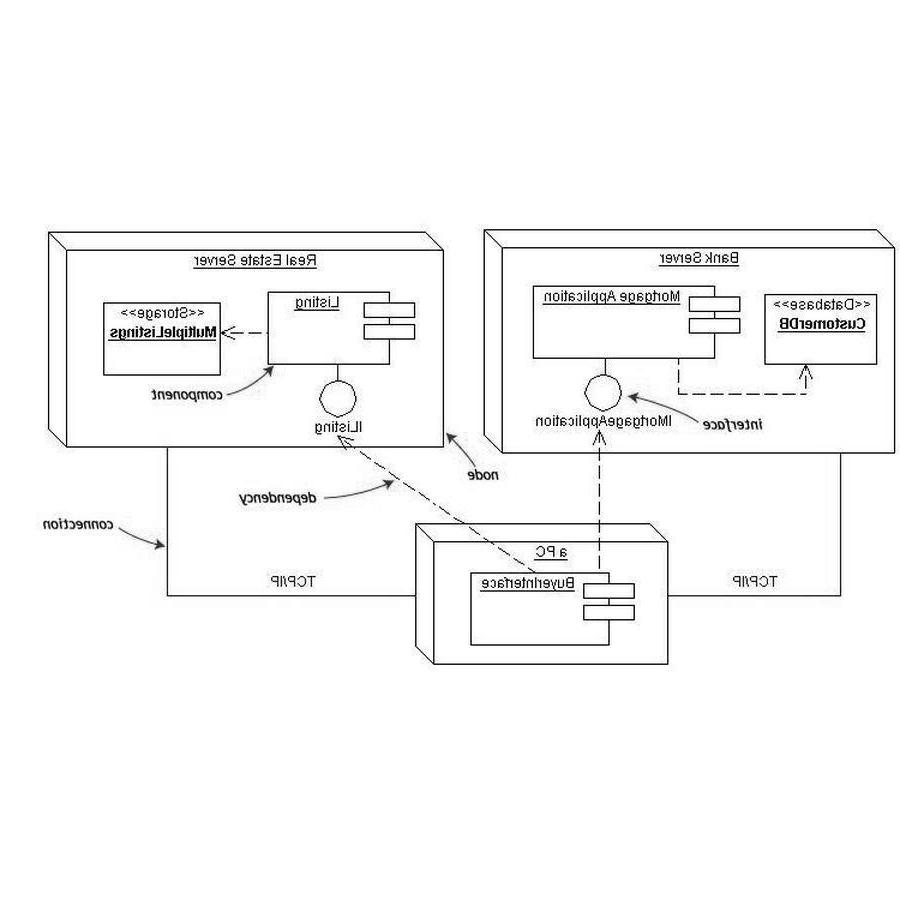 Bank Server
Mortgage Application
<<Database>>
CustomerDB
IMortgageApplication
interface
Real Estate Server
Listing
<<Storage>>
MultipleListings
component
IListing
node
dependency
connection
a PC
BuyerInterface
TCP/IP
TCP/IP